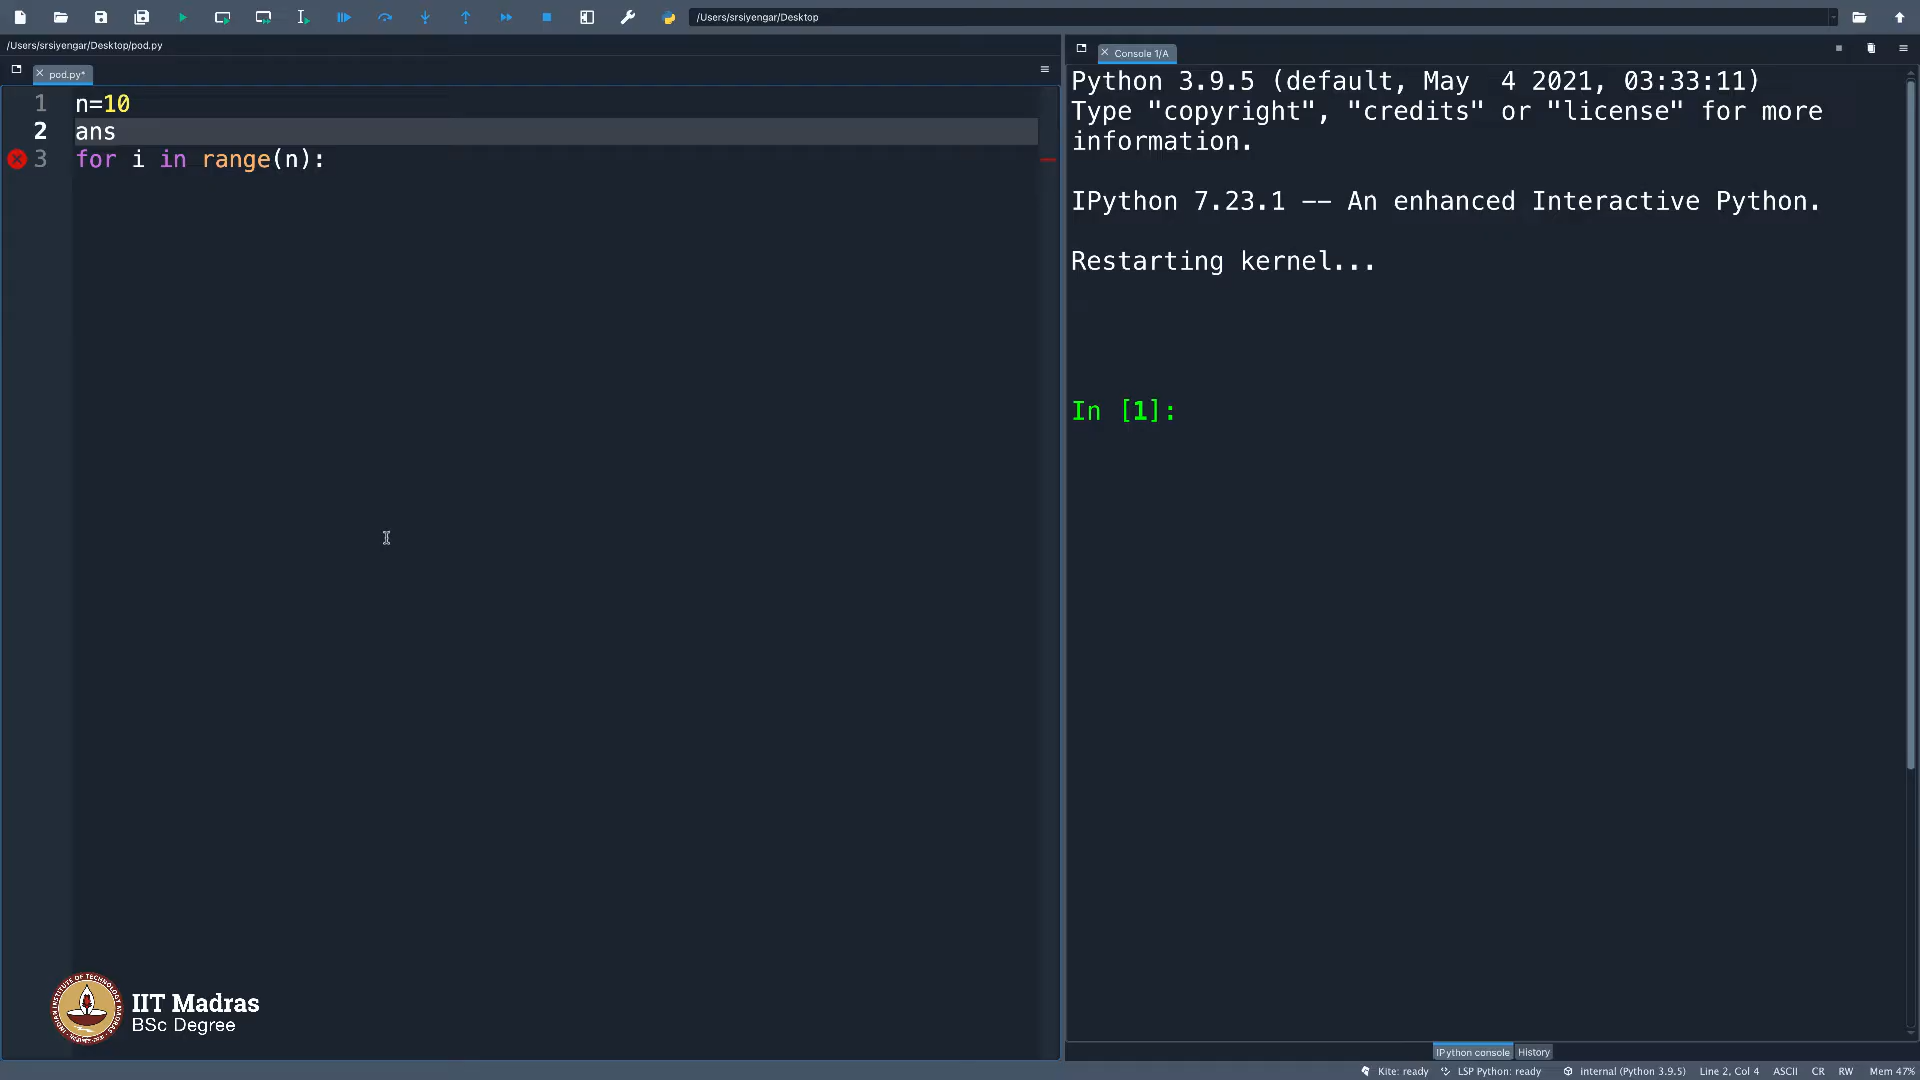 /Users/srsiyengar/Desktop
/Users/srsiyengar/Desktop/pod.py
pod.py*
1 n=10
2 ans
3 for i in range(n):
Console 1/A
Python 3.9.5 (default, May  4 2021, 03:33:11)
Type "copyright", "credits" or "license" for more
information.
IPython 7.23.1 -- An enhanced Interactive Python.
Restarting kernel...
In [1]:
IIT Madras
BSc Degree
IPython console History
Kite: ready LSP Python: ready internal (Python 3.9.5) Line 2, Col 4 ASCII CR RW Mem 47%